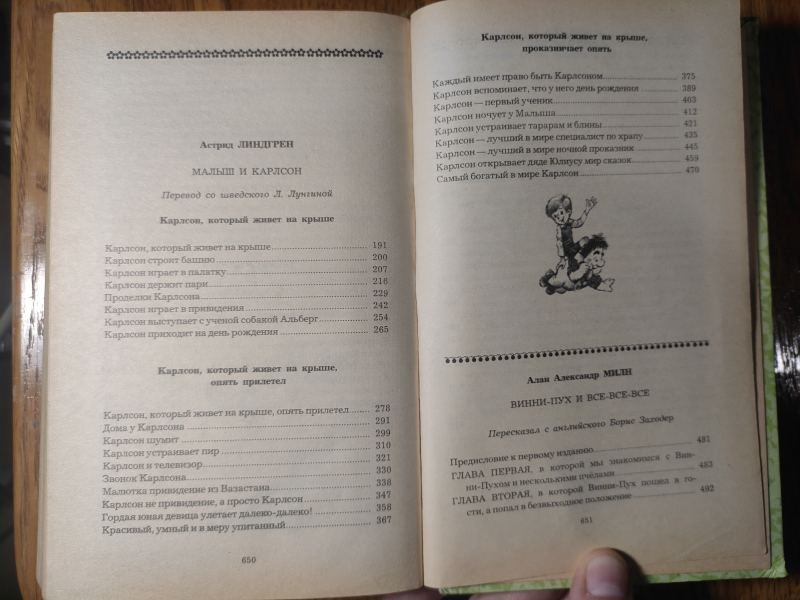 Астрид ЛИНДГРЕН
МАЛЫШ И КАРЛСОН
Перевод со шведского Л. Лунгиной
Карлсон, который живет на крыше
Карлсон, который живет на крыше 191
Карлсон строит башню 200
Карлсон играет в палатку 207
Карлсон держит пари 216
Проделки Карлсона 229
Карлсон играет в привидения 242
Карлсон выступает с ученой собакой Альберг 254
Карлсон приходит на день рождения 265
Карлсон, который живет на крыше,
опять прилетел
Карлсон, который живет на крыше, опять прилетел 278
Дома у Карлсона 291
Карлсон шумит 299
Карлсон устраивает пир 310
Карлсон и телевизор 321
Звонок Карлсона 330
Малютка привидение из Вазастана 338
Карлсон не привидение, а просто Карлсон 347
Гордая юная девица улетает далеко-далеко! 358
Красивый, умный и в меру упитанный 367
650
Карлсон, который живет на крыше,
проказничает опять
Каждый имеет право быть Карлсоном 375
Карлсон вспоминает, что у него день рождения 389
Карлсон — первый ученик 403
Карлсон ночует у Малыша 412
Карлсон устраивает тарарам и блины 421
Карлсон — лучший в мире специалист по храпу 435
Карлсон — лучший в мире ночной проказник 445
Карлсон открывает дяде Юлиусу мир сказок 459
Самый богатый в мире Карлсон 470
Алан Александр МИЛН
ВИННИ-ПУХ И ВСЕ-ВСЕ-ВСЕ
Пересказал с английского Борис Заходер
Предисловие к первому изданию 481
ГЛАВА ПЕРВАЯ, в которой мы знакомимся с Вин-
ни-Пухом и несколькими пчёлами 483
ГЛАВА ВТОРАЯ, в которой Винни-Пух пошел в го-
сти, а попал в безвыходное положение 492
651